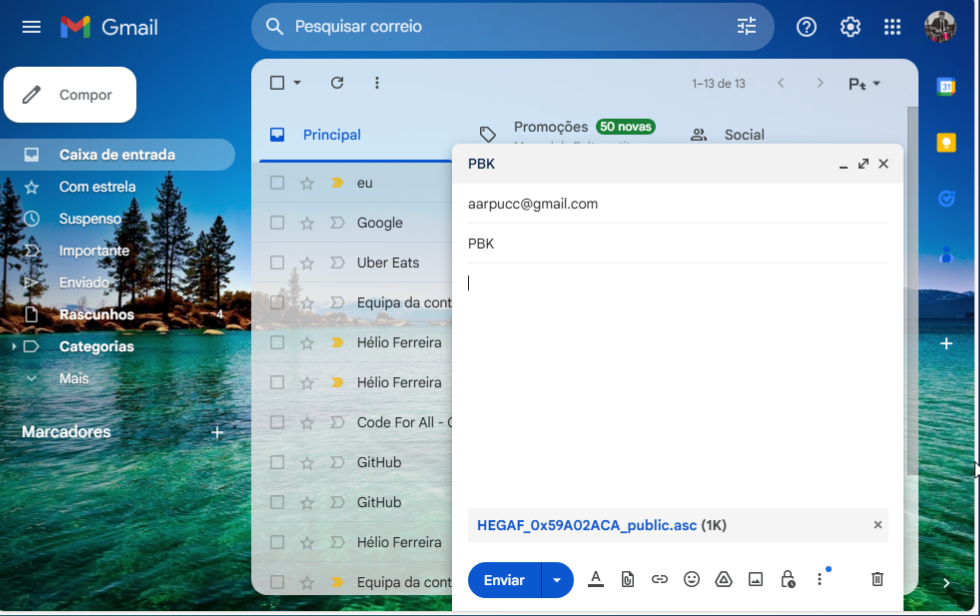 Gmail
Pesquisar correio
Compor
1–13 de 13
Pt
Caixa de entrada
Com estrela
Suspenso
Importante
Enviado
Rascunhos 4
Categorias
Mais
Marcadores
Principal
Promoções 50 novas
Social
eu
Google
Uber Eats
Equipa da cont
Hélio Ferreira
Hélio Ferreira
Code For All -
GitHub
GitHub
Hélio Ferreira
Equipa da cont
PBK
aarpucc@gmail.com
PBK
HEGAF_0x59A02ACA_public.asc (1K)
Enviar
31